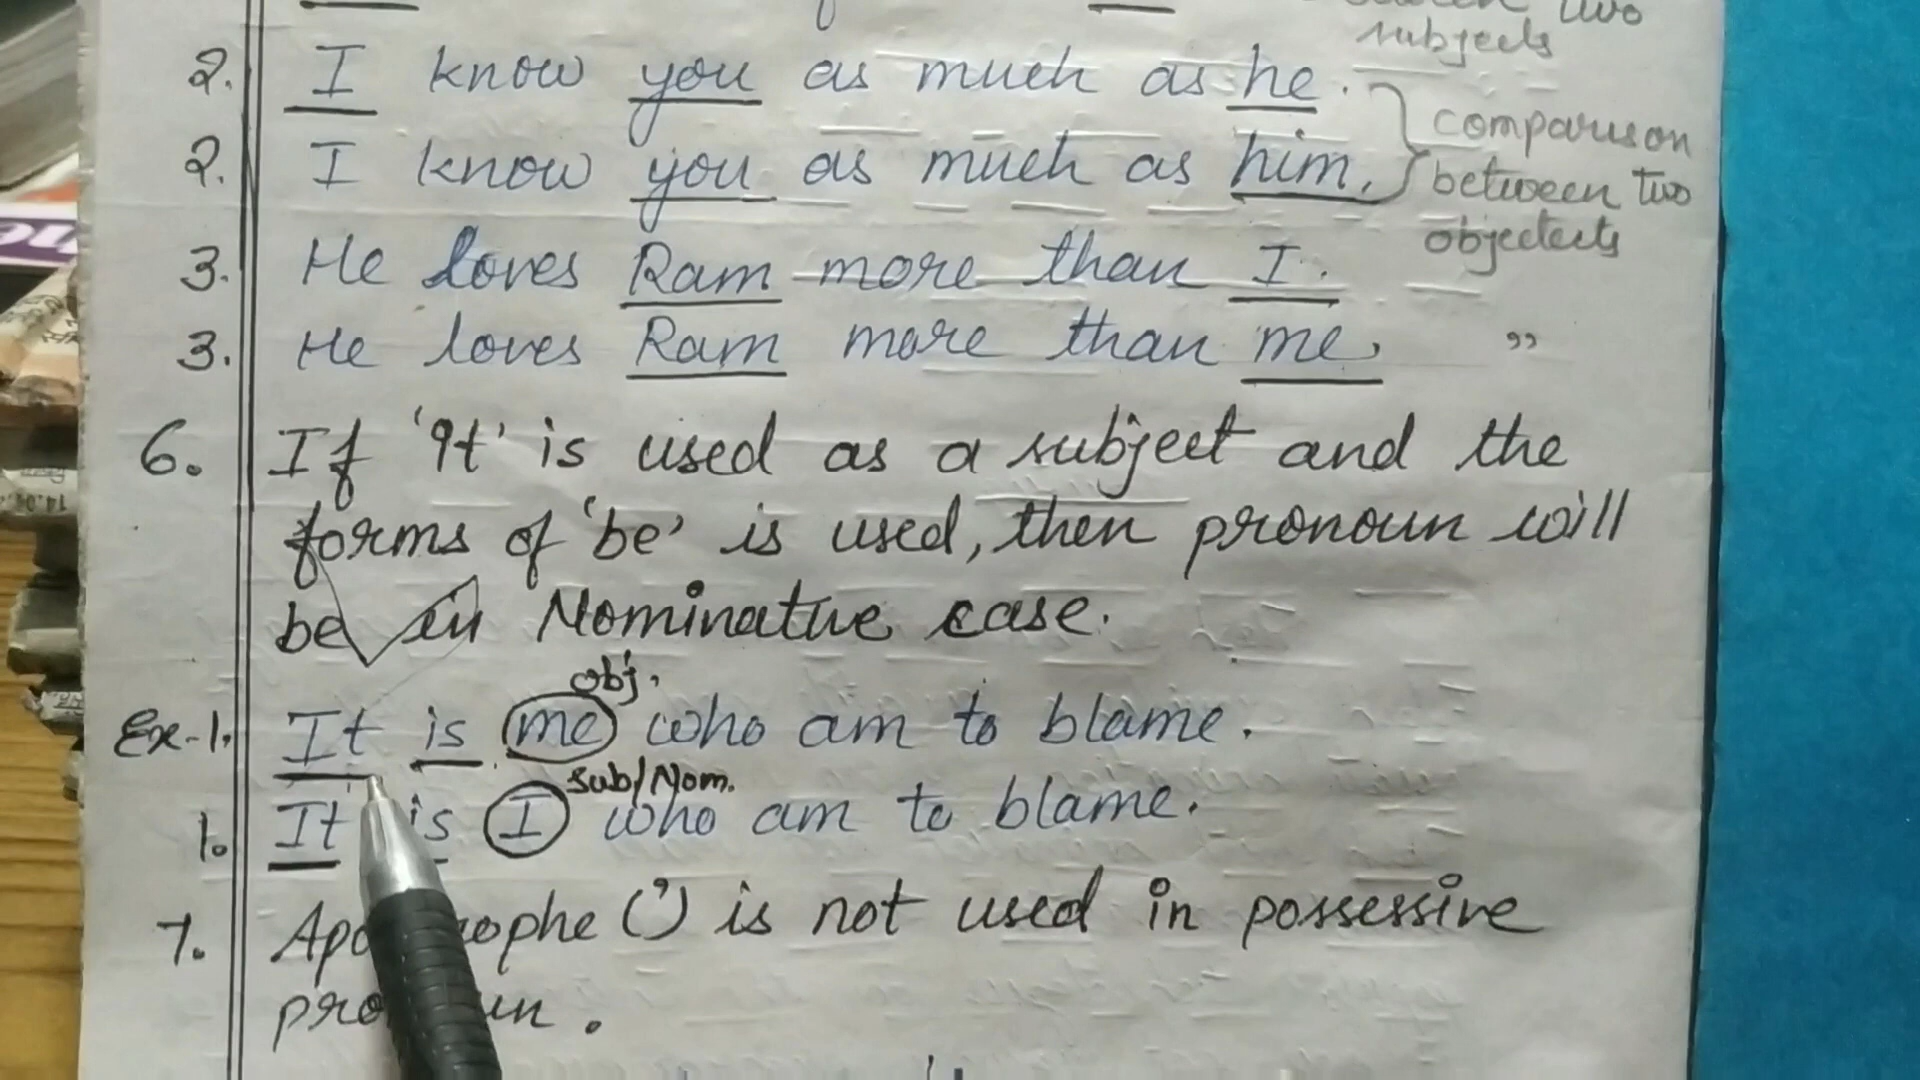 two
subjects
2. I know you as much as he.
2. I know you as much as him.
comparison
between two
objectects
3. He loves Ram more than I.
3. He loves Ram more than me. ”
6. If 'It' is used as a subject and the
forms of 'be' is used, then pronoun will
be in Nominative case.
obj.
Ex-1. It is me who am to blame.
Sub/Nom.
1. It is I who am to blame.
7. Apostrophe (') is not used in possessive
pronoun.